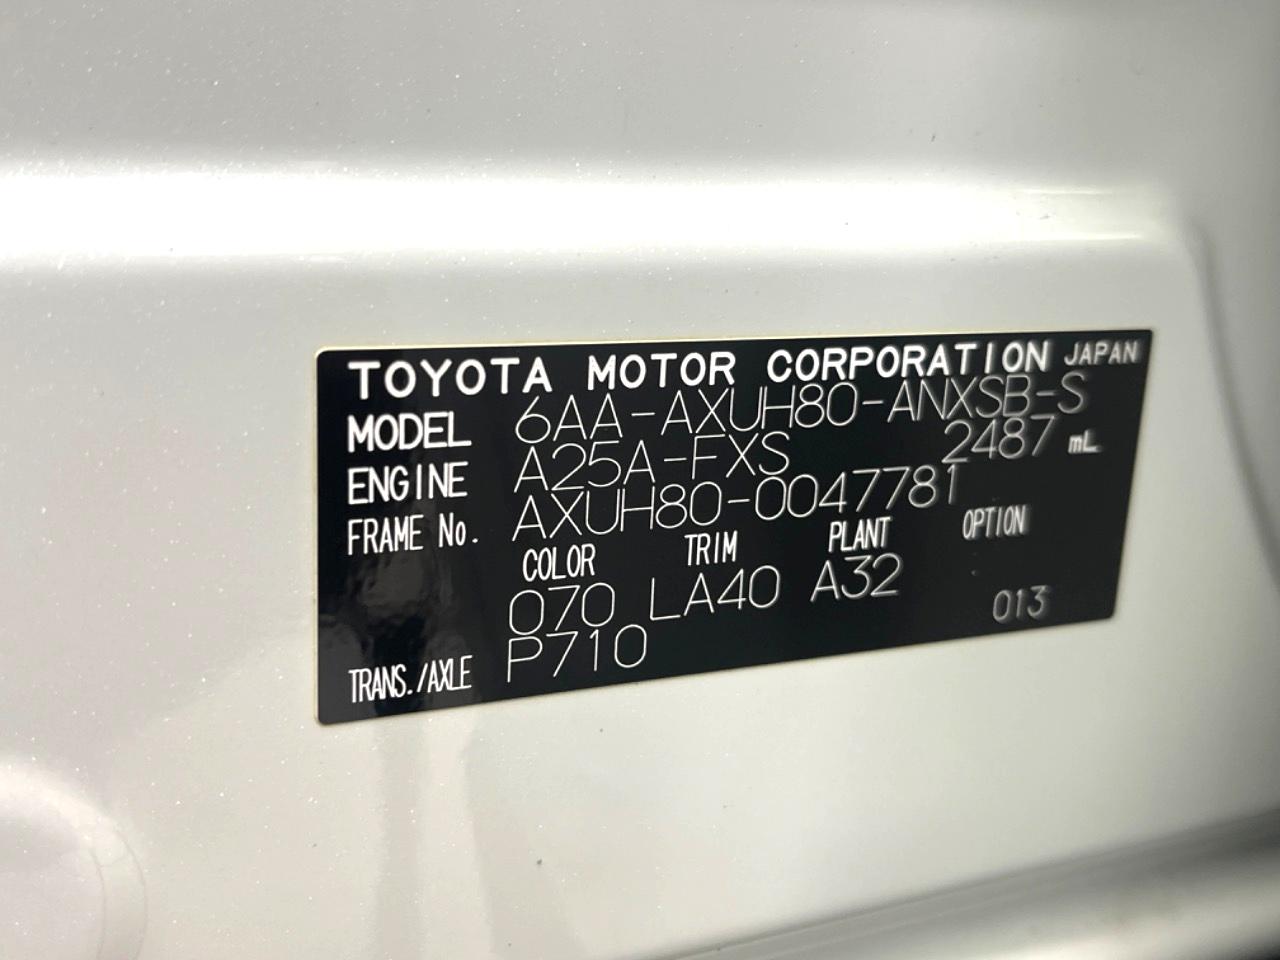 TOYOTA MOTOR CORPORATION JAPAN
MODEL 6AA-AXUH80-ANXSB-S
ENGINE A25A-FXS 2487 mL
FRAME No. AXUH80-0047781
COLOR TRIM PLANT OPTION
070 LA40 A32 013
TRANS./AXLE P710